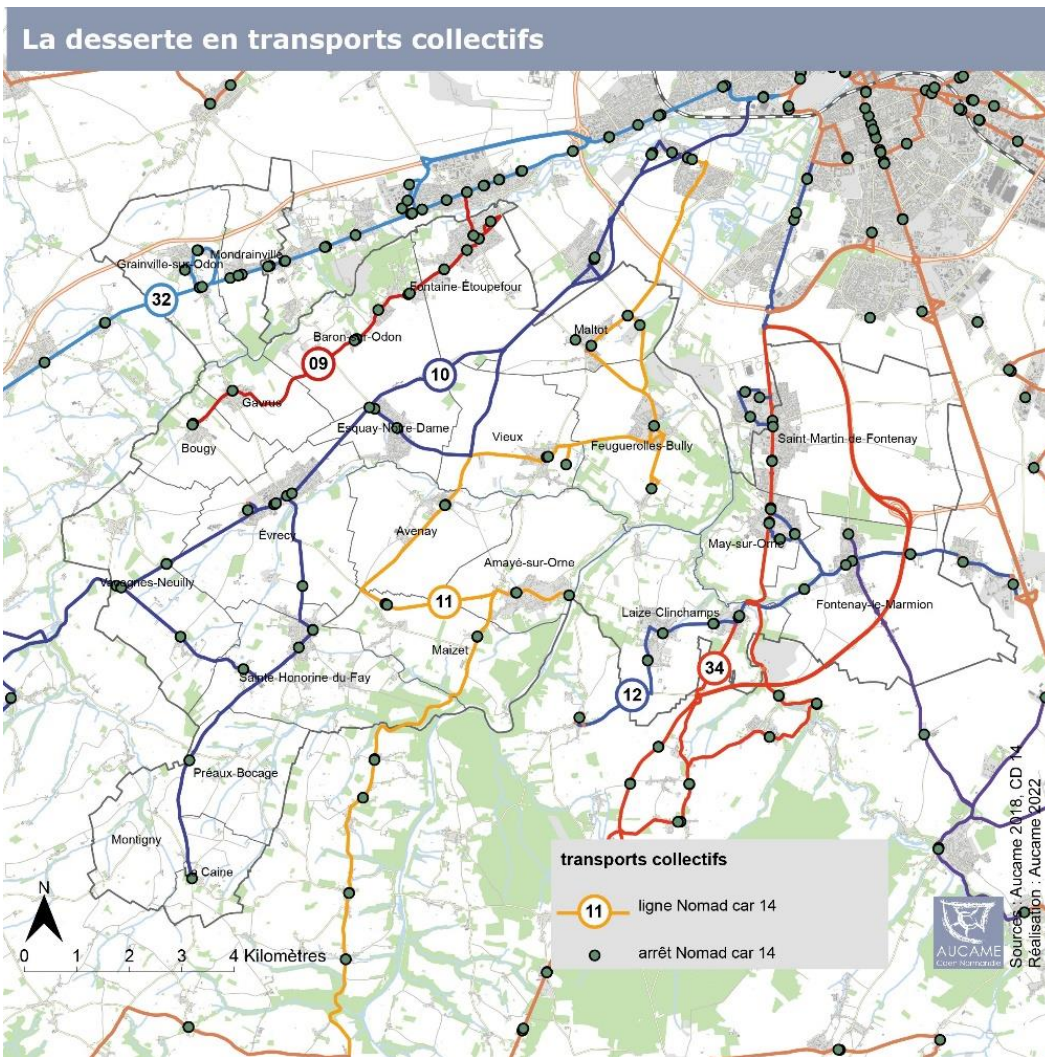 La desserte en transports collectifs
Mondrainville
Grainville-sur-Odon
32
Fontaine-Étoupefour
Baron-sur-Odon
Maltot
09
10
Gavrus
Esquay-Notre-Dame
Vieux
Feuguerolles-Bully
Saint-Martin-de-Fontenay
Bougy
Évrecy
Avenay
May-sur-Orne
Amayé-sur-Orne
Vacognes-Neuilly
11
Laize-Clinchamps
Fontenay-le-Marmion
Maizet
34
Sainte-Honorine-du-Fay
12
Préaux-Bocage
Montigny
La Caine
N
0 1 2 3 4 Kilomètres
transports collectifs
11 ligne Nomad car 14
arrêt Nomad car 14
AUCAME
Caen Normandie
Sources : Aucame 2018, CD 14
Réalisation : Aucame 2022